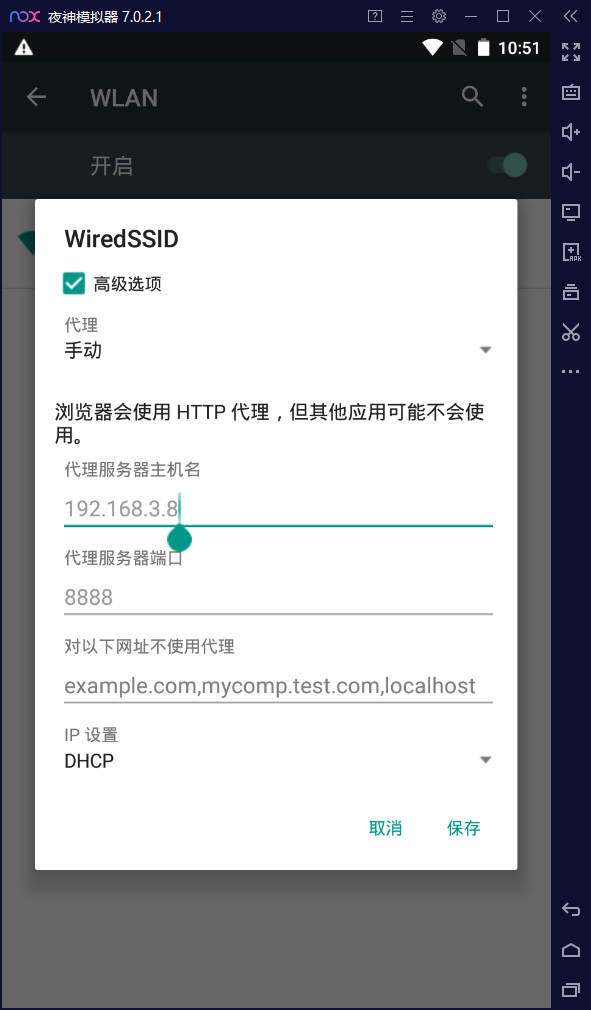 nox 夜神模拟器 7.0.2.1
10:51
WLAN
开启
WiredSSID
高级选项
代理
手动
浏览器会使用 HTTP 代理，但其他应用可能不会使
用。
代理服务器主机名
192.168.3.8
代理服务器端口
8888
对以下网址不使用代理
example.com,mycomp.test.com,localhost
IP 设置
DHCP
取消 保存
APK